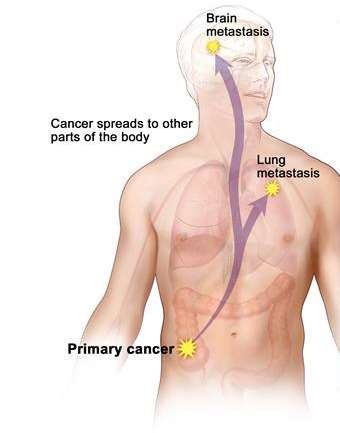 Brain
metastasis
Cancer spreads to other
parts of the body
Lung
metastasis
Primary cancer